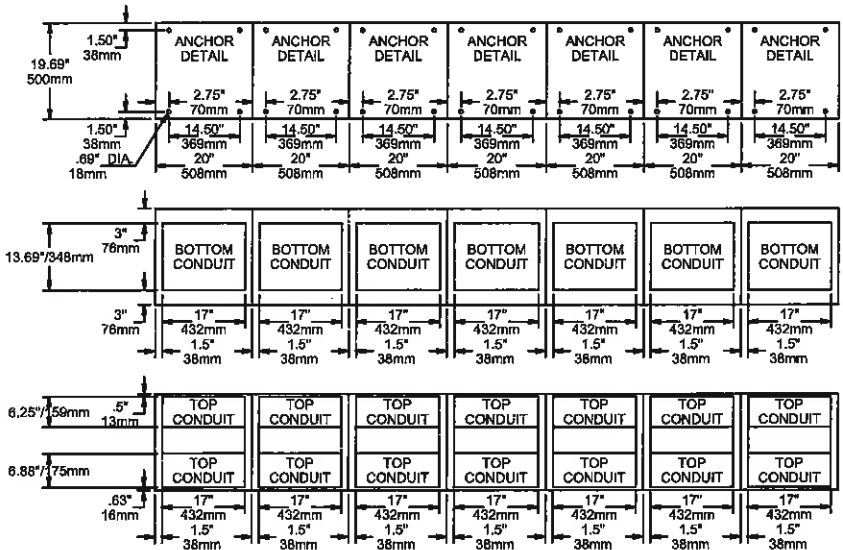 1.50"
38mm
19.69"
500mm
ANCHOR ANCHOR ANCHOR ANCHOR ANCHOR ANCHOR ANCHOR
DETAIL DETAIL DETAIL DETAIL DETAIL DETAIL DETAIL
2.75" 2.75" 2.75" 2.75" 2.75" 2.75" 2.75"
70mm 70mm 70mm 70mm 70mm 70mm 70mm
1.50"
38mm
14.50" 14.50" 14.50" 14.50" 14.50" 14.50" 14.50"
369mm 369mm 369mm 369mm 369mm 369mm 369mm
.69" DIA.
18mm
20" 20" 20" 20" 20" 20" 20"
508mm 508mm 508mm 508mm 508mm 508mm 508mm
3"
76mm
13.69"/348mm
BOTTOM BOTTOM BOTTOM BOTTOM BOTTOM BOTTOM BOTTOM
CONDUIT CONDUIT CONDUIT CONDUIT CONDUIT CONDUIT CONDUIT
3"
76mm
17" 17" 17" 17" 17" 17" 17"
432mm 432mm 432mm 432mm 432mm 432mm 432mm
1.5" 1.5" 1.5" 1.5" 1.5" 1.5" 1.5"
38mm 38mm 38mm 38mm 38mm 38mm 38mm
6.25"/159mm
.5"
13mm
TOP TOP TOP TOP TOP TOP TOP
CONDUIT CONDUIT CONDUIT CONDUIT CONDUIT CONDUIT CONDUIT
6.88"/175mm
TOP TOP TOP TOP TOP TOP TOP
CONDUIT CONDUIT CONDUIT CONDUIT CONDUIT CONDUIT CONDUIT
.63"
16mm
17" 17" 17" 17" 17" 17" 17"
432mm 432mm 432mm 432mm 432mm 432mm 432mm
1.5" 1.5" 1.5" 1.5" 1.5" 1.5" 1.5"
38mm 38mm 38mm 38mm 38mm 38mm 38mm